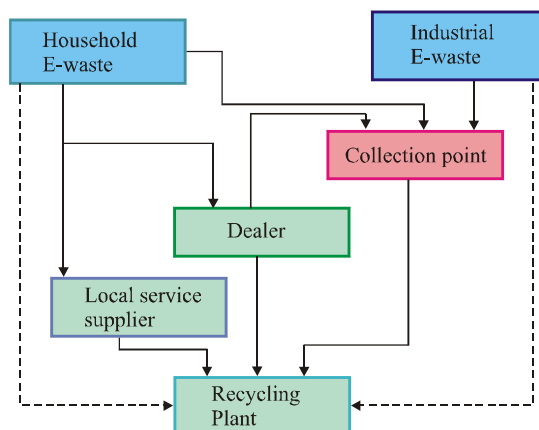 Household
E-waste
Industrial
E-waste
Collection point
Dealer
Local service
supplier
Recycling
Plant